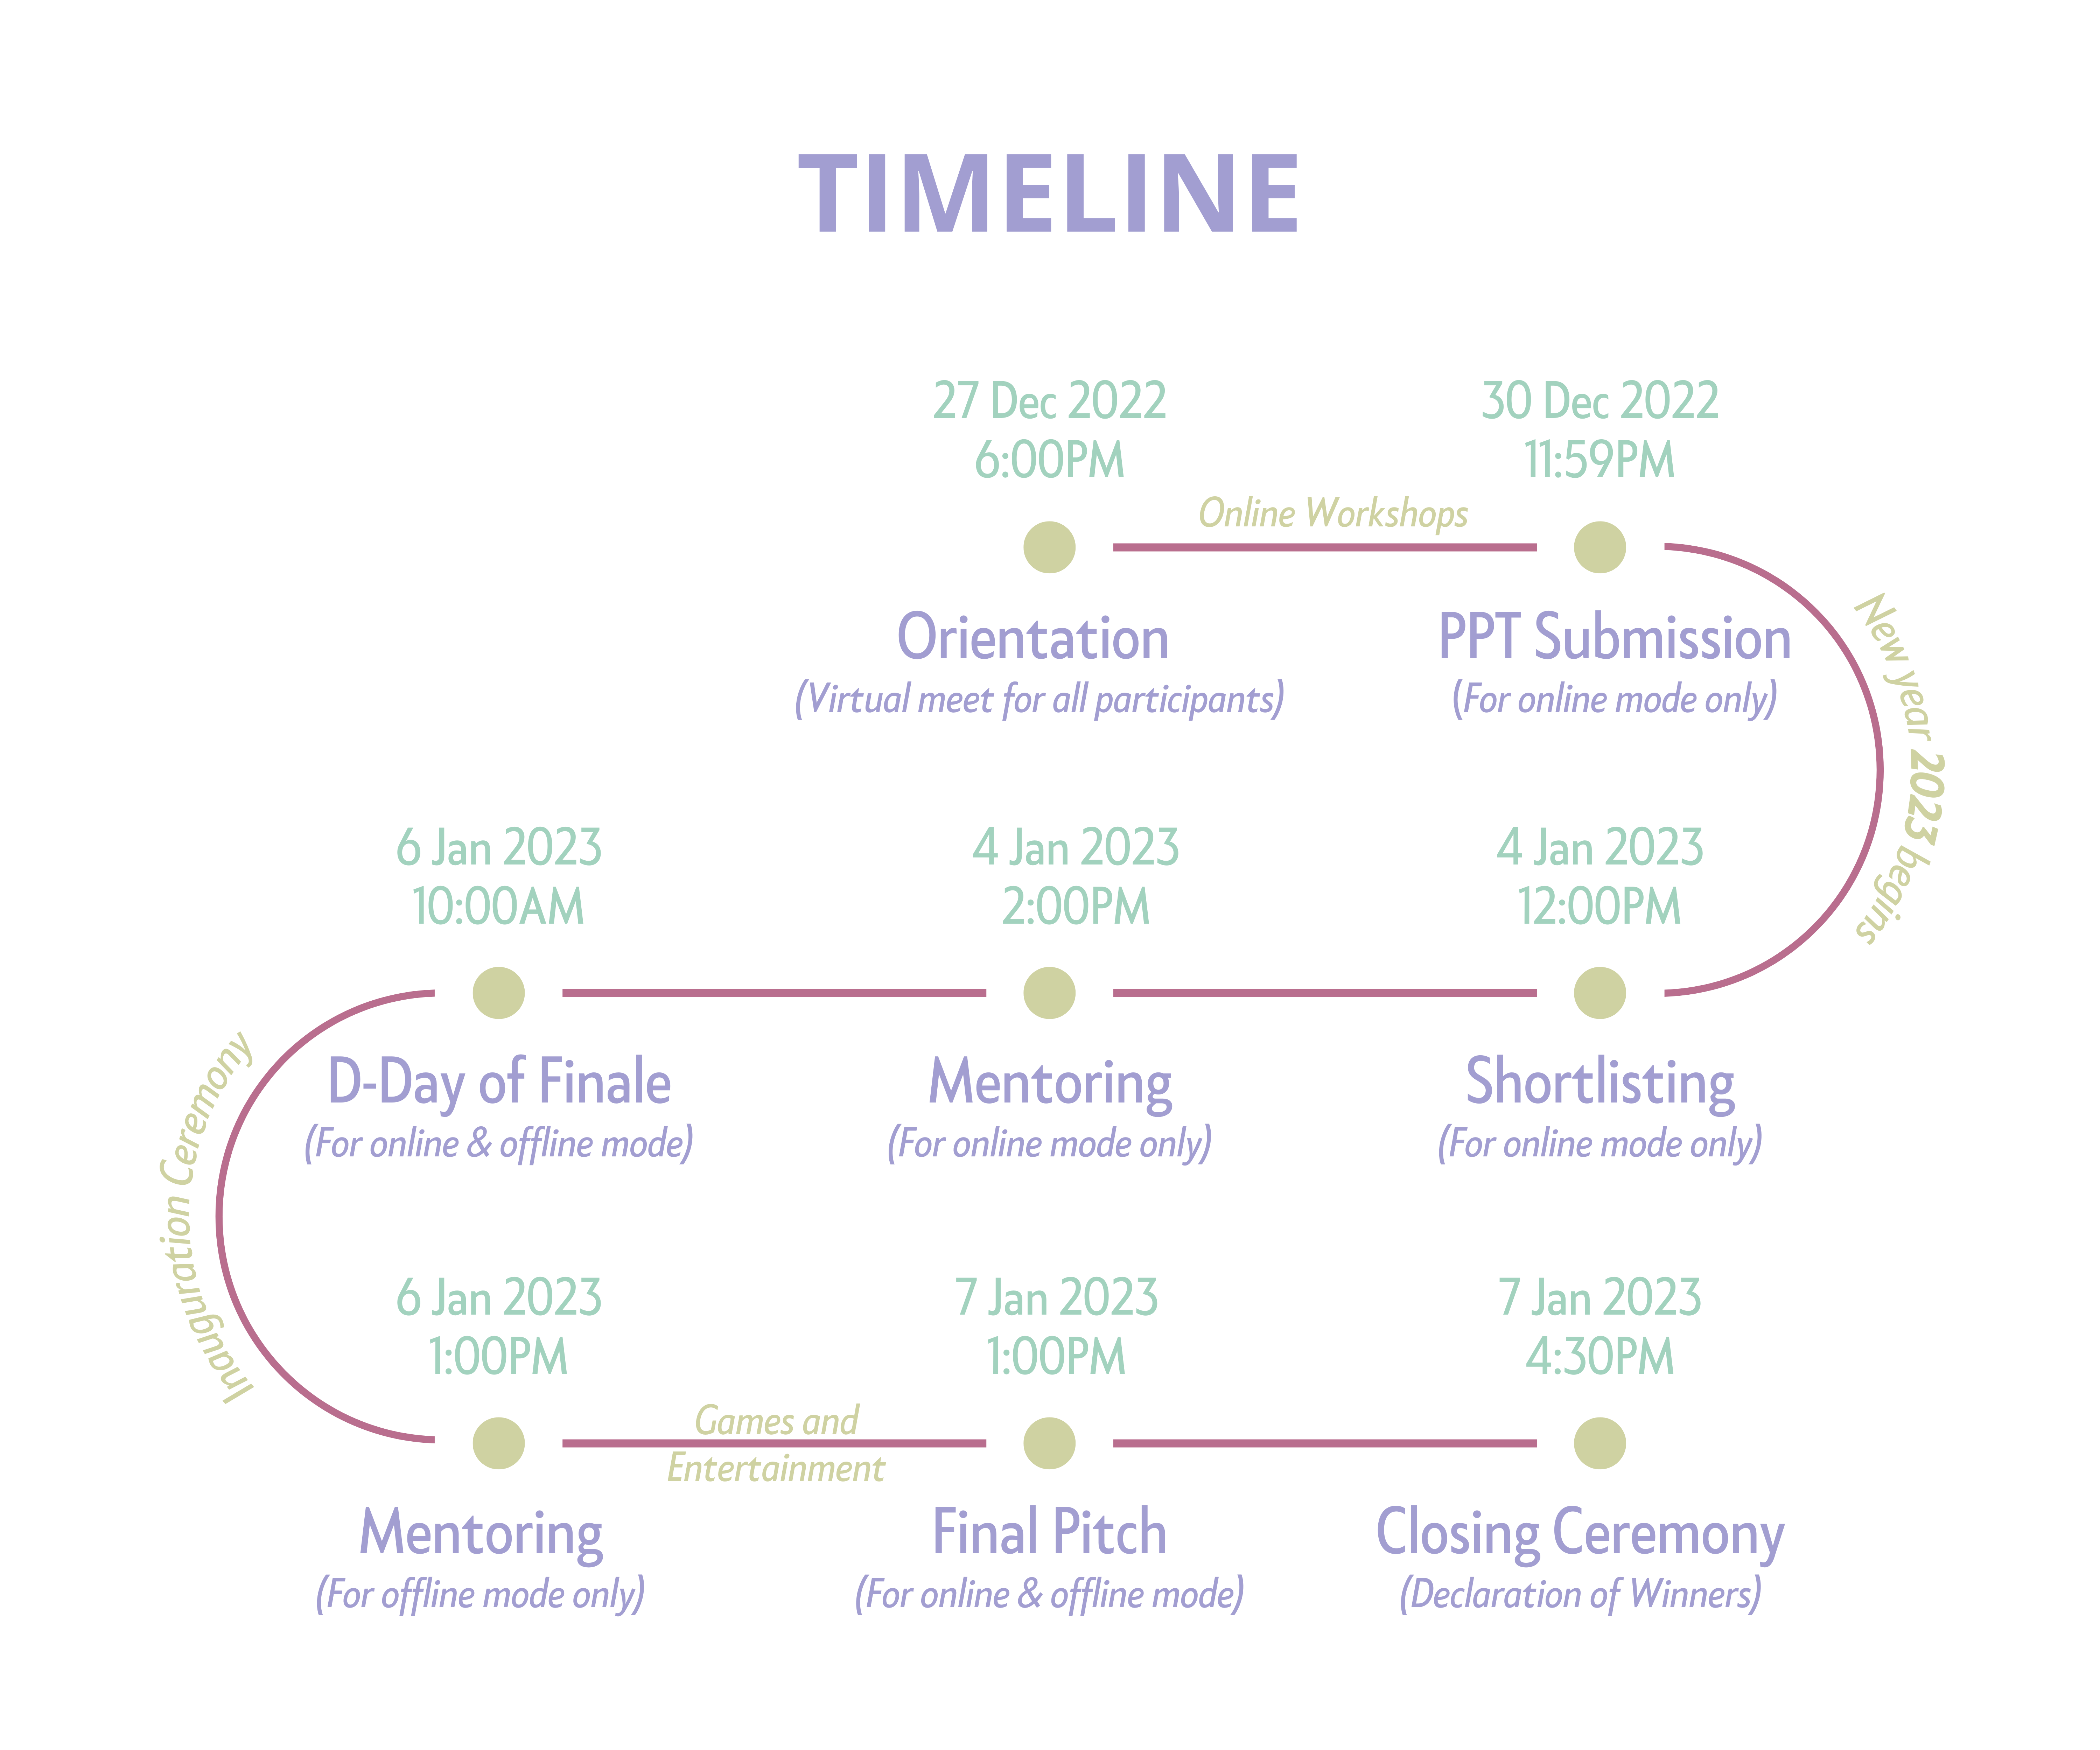 TIMELINE
27 Dec 2022
6:00PM
Orientation
(Virtual meet for all participants)
Online Workshops
30 Dec 2022
11:59PM
PPT Submission
(For online mode only)
New year 2023 begins
4 Jan 2023
12:00PM
Shortlisting
(For online mode only)
4 Jan 2023
2:00PM
Mentoring
(For online mode only)
6 Jan 2023
10:00AM
D-Day of Finale
(For online & offline mode)
Inauguration Ceremony
6 Jan 2023
1:00PM
Mentoring
(For offline mode only)
Games and
Entertainment
7 Jan 2023
1:00PM
Final Pitch
(For online & offline mode)
7 Jan 2023
4:30PM
Closing Ceremony
(Declaration of Winners)